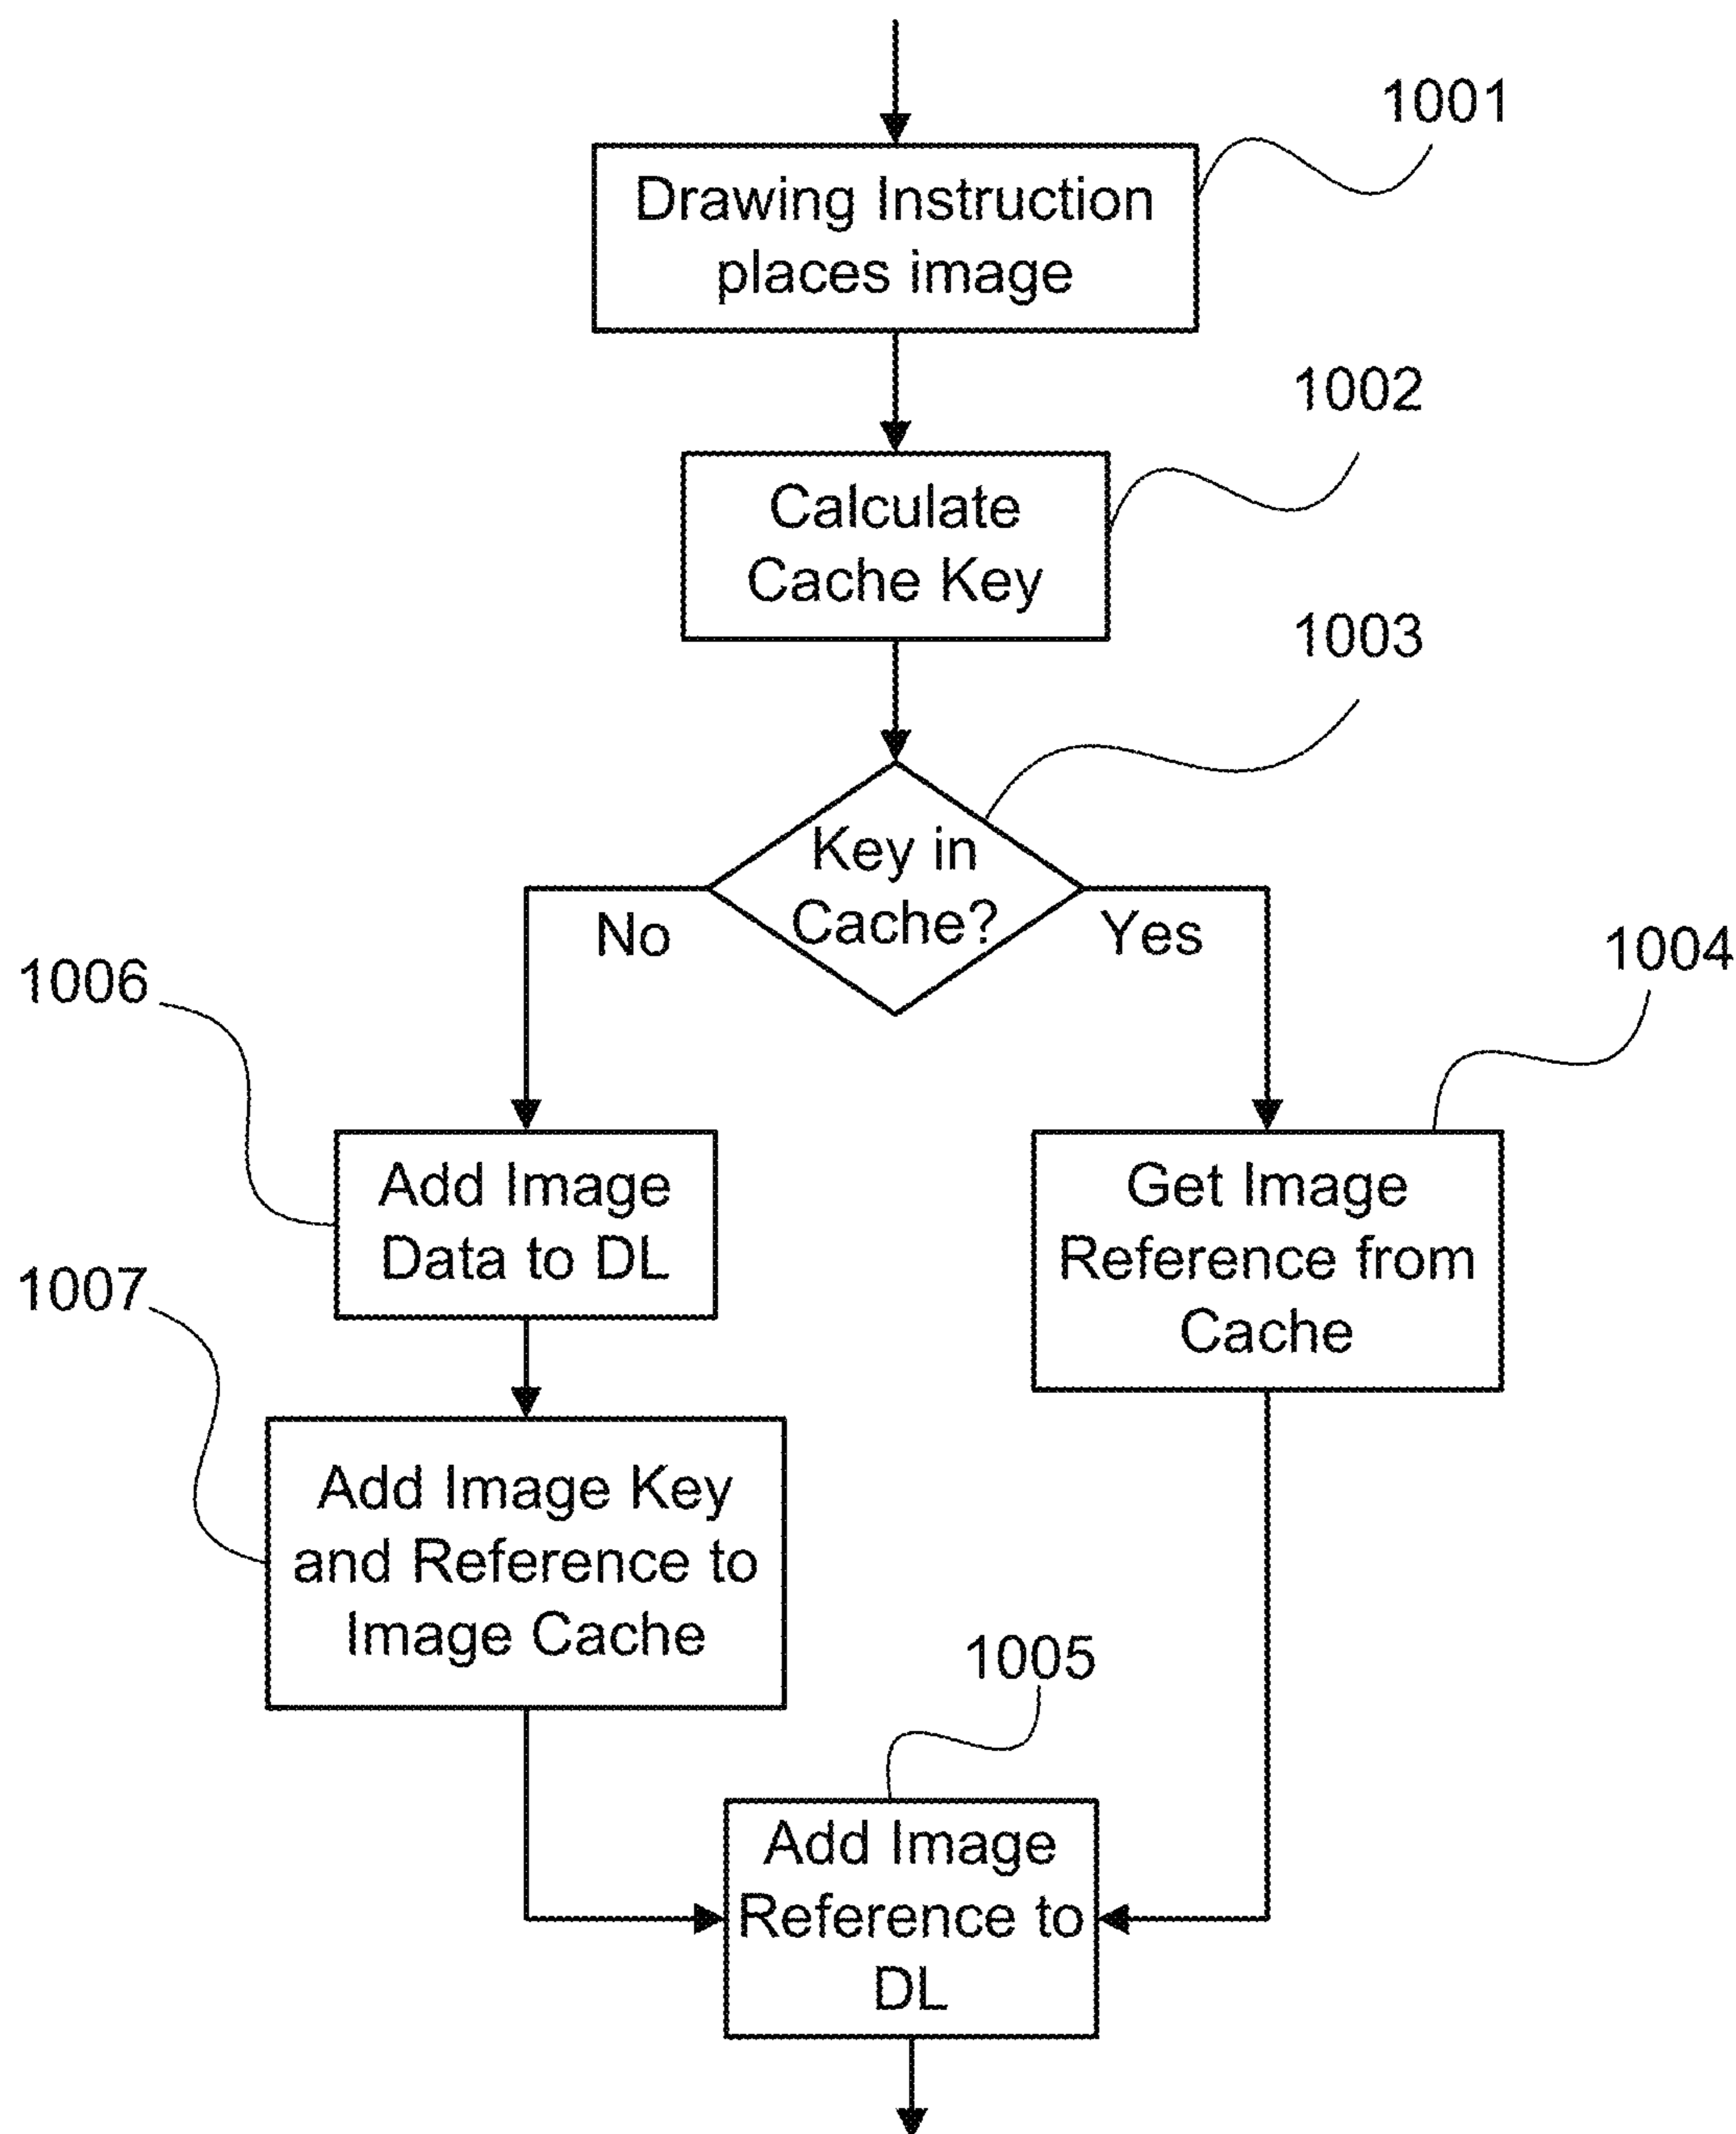 1001
Drawing Instruction
places image
1002
Calculate
Cache Key
1003
Key in
Cache?
No
Yes
1004
1006
Add Image
Data to DL
Get Image
Reference from
Cache
1007
Add Image Key
and Reference to
Image Cache
1005
Add Image
Reference to
DL